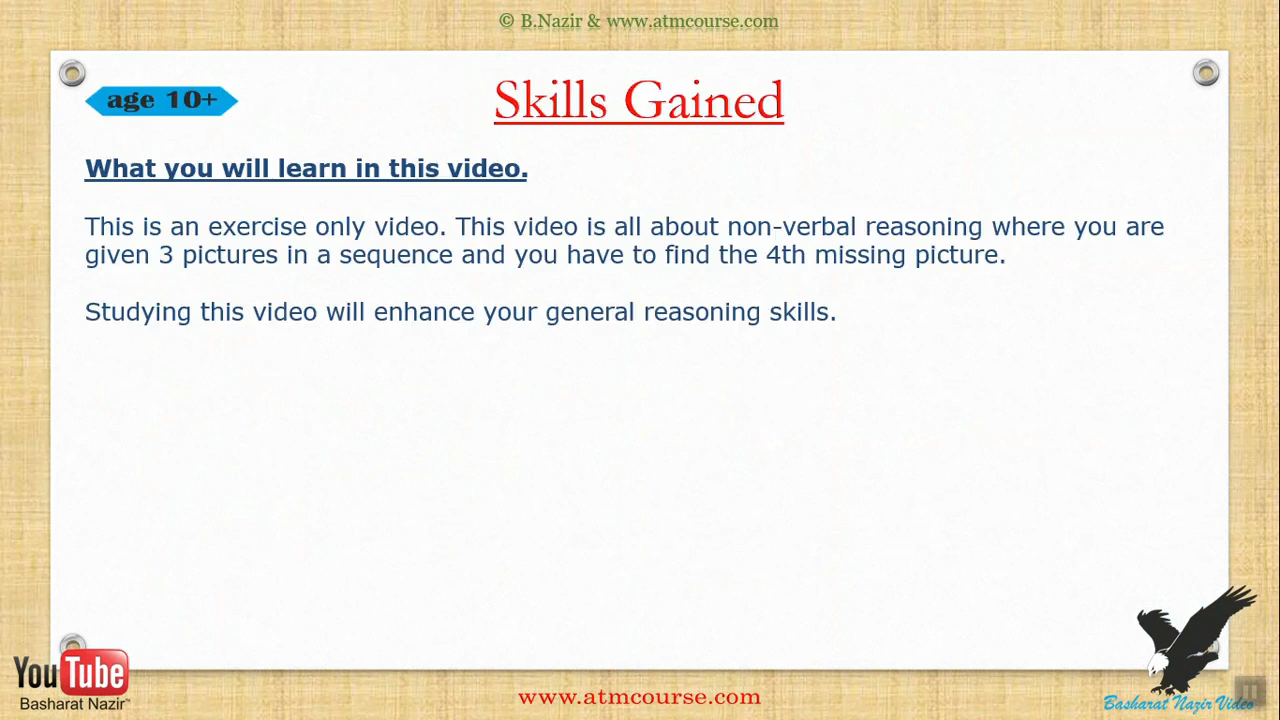 © B.Nazir & www.atmcourse.com
age 10+
Skills Gained
What you will learn in this video.
This is an exercise only video. This video is all about non-verbal reasoning where you are
given 3 pictures in a sequence and you have to find the 4th missing picture.
Studying this video will enhance your general reasoning skills.
YouTube
Basharat Nazir™
www.atmcourse.com
Basharat Nazir Video